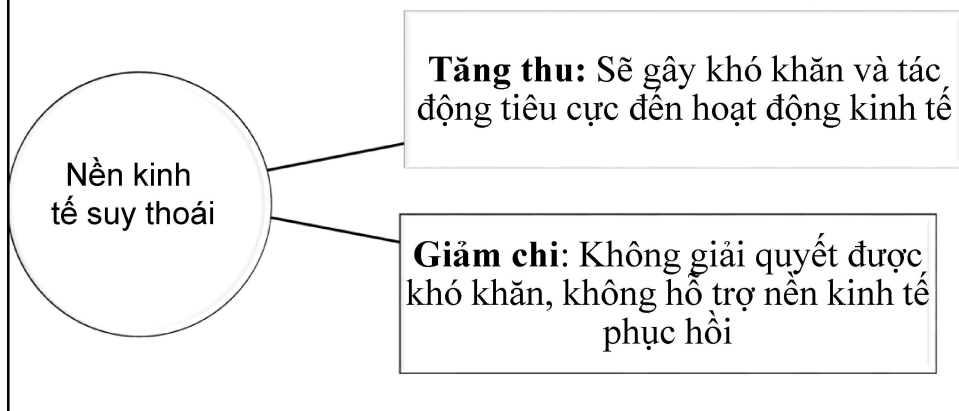 Nền kinh
tế suy thoái
Tăng thu: Sẽ gây khó khăn và tác
động tiêu cực đến hoạt động kinh tế
Giảm chi: Không giải quyết được
khó khăn, không hỗ trợ nền kinh tế
phục hồi